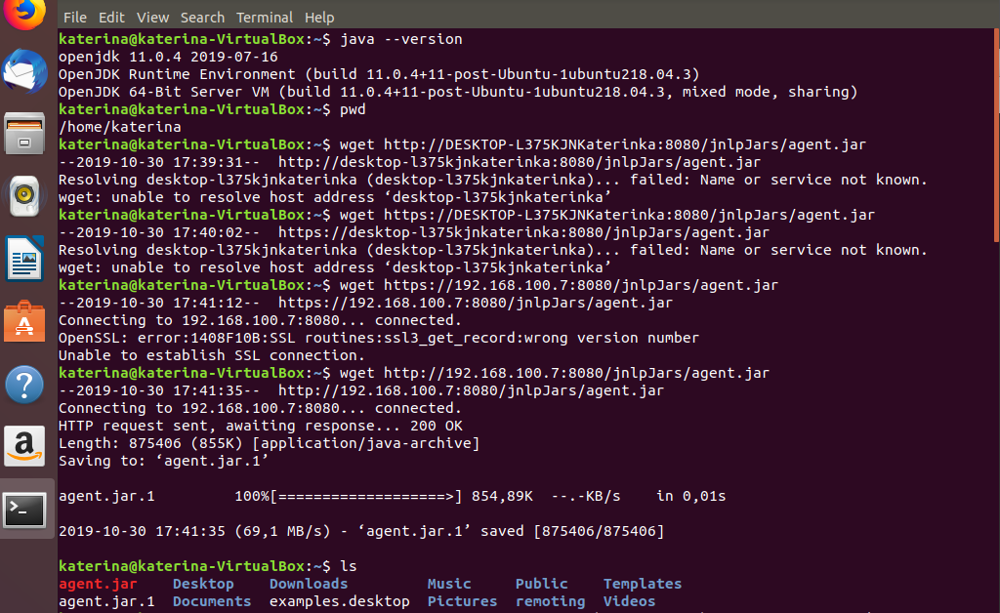 File Edit View Search Terminal Help
katerina@katerina-VirtualBox:~$ java --version
openjdk 11.0.4 2019-07-16
OpenJDK Runtime Environment (build 11.0.4+11-post-Ubuntu-1ubuntu218.04.3)
OpenJDK 64-Bit Server VM (build 11.0.4+11-post-Ubuntu-1ubuntu218.04.3, mixed mode, sharing)
katerina@katerina-VirtualBox:~$ pwd
/home/katerina
katerina@katerina-VirtualBox:~$ wget http://DESKTOP-L375KJNKaterinka:8080/jnlpJars/agent.jar
--2019-10-30 17:39:31--  http://desktop-l375kjnkaterinka:8080/jnlpJars/agent.jar
Resolving desktop-l375kjnkaterinka (desktop-l375kjnkaterinka)... failed: Name or service not known.
wget: unable to resolve host address ‘desktop-l375kjnkaterinka’
katerina@katerina-VirtualBox:~$ wget https://DESKTOP-L375KJNKaterinka:8080/jnlpJars/agent.jar
--2019-10-30 17:40:02--  https://desktop-l375kjnkaterinka:8080/jnlpJars/agent.jar
Resolving desktop-l375kjnkaterinka (desktop-l375kjnkaterinka)... failed: Name or service not known.
wget: unable to resolve host address ‘desktop-l375kjnkaterinka’
katerina@katerina-VirtualBox:~$ wget https://192.168.100.7:8080/jnlpJars/agent.jar
--2019-10-30 17:41:12--  https://192.168.100.7:8080/jnlpJars/agent.jar
Connecting to 192.168.100.7:8080... connected.
OpenSSL: error:1408F10B:SSL routines:ssl3_get_record:wrong version number
Unable to establish SSL connection.
katerina@katerina-VirtualBox:~$ wget http://192.168.100.7:8080/jnlpJars/agent.jar
--2019-10-30 17:41:35--  http://192.168.100.7:8080/jnlpJars/agent.jar
Connecting to 192.168.100.7:8080... connected.
HTTP request sent, awaiting response... 200 OK
Length: 875406 (855K) [application/java-archive]
Saving to: ‘agent.jar.1’
agent.jar.1         100%[===================>] 854,89K  --.-KB/s    in 0,01s
2019-10-30 17:41:35 (69,1 MB/s) - ‘agent.jar.1’ saved [875406/875406]
katerina@katerina-VirtualBox:~$ ls
agent.jar    Desktop    Downloads         Music     Public    Templates
agent.jar.1  Documents  examples.desktop  Pictures  remoting  Videos